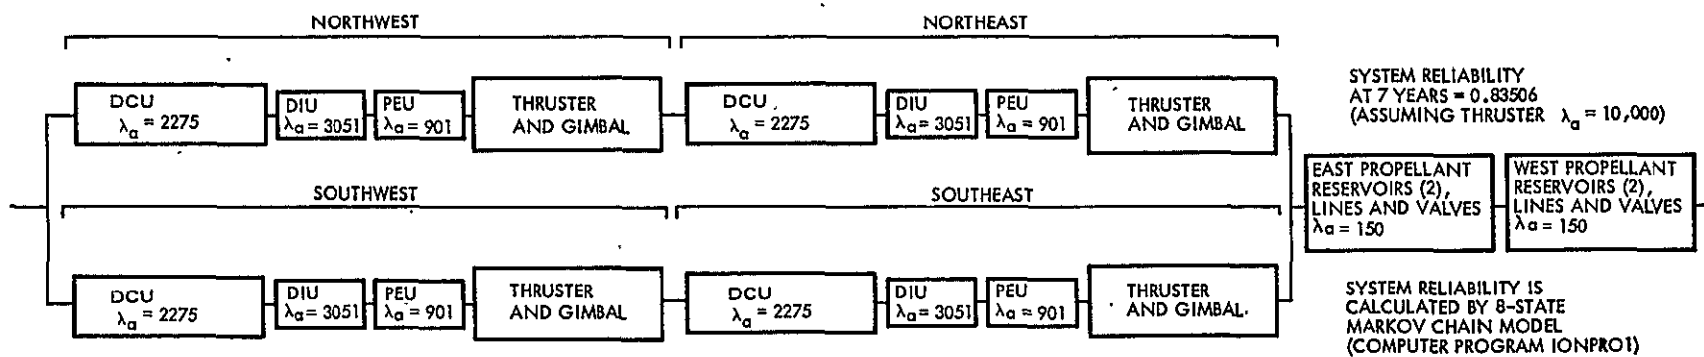 NORTHWEST
NORTHEAST
DCU
λa = 2275
DIU
λa = 3051
PEU
λa = 901
THRUSTER
AND GIMBAL
DCU
λa = 2275
DIU
λa = 3051
PEU
λa = 901
THRUSTER
AND GIMBAL
SYSTEM RELIABILITY
AT 7 YEARS = 0.83506
(ASSUMING THRUSTER λa = 10,000)
SOUTHWEST
SOUTHEAST
EAST PROPELLANT
RESERVOIRS (2),
LINES AND VALVES
λa = 150
WEST PROPELLANT
RESERVOIRS (2),
LINES AND VALVES
λa = 150
DCU
λa = 2275
DIU
λa = 3051
PEU
λa = 901
THRUSTER
AND GIMBAL
DCU
λa = 2275
DIU
λa = 3051
PEU
λa = 901
THRUSTER
AND GIMBAL.
SYSTEM RELIABILITY IS
CALCULATED BY 8-STATE
MARKOV CHAIN MODEL
(COMPUTER PROGRAM IONPRO1)